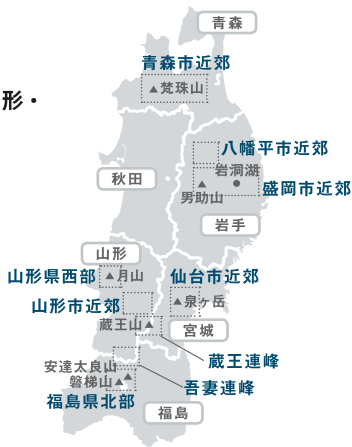 青森
青森市近郊
▲梵珠山
形・
八幡平市近郊
岩洞湖
秋田
盛岡市近郊
男助山
岩手
山形
山形県西部
▲月山
仙台市近郊
山形市近郊
▲泉ヶ岳
蔵王山▲
宮城
蔵王連峰
安達太良山
磐梯山▲
吾妻連峰
福島県北部
福島